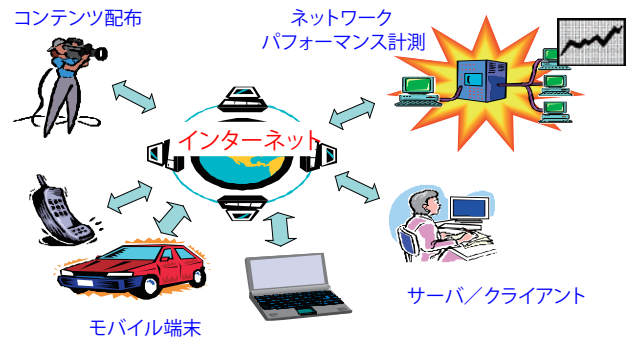 コンテンツ配布
ネットワーク
パフォーマンス計測
インターネット
サーバ／クライアント
モバイル端末